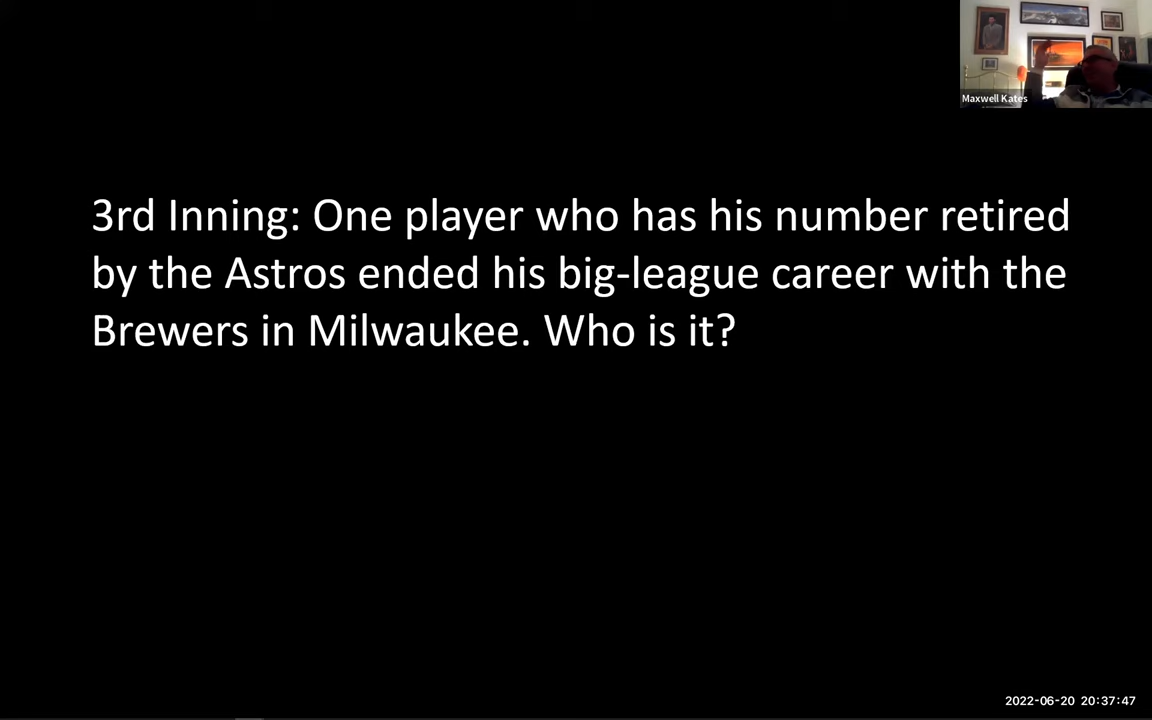 Maxwell Kates
3rd Inning: One player who has his number retired
by the Astros ended his big-league career with the
Brewers in Milwaukee. Who is it?
2022-06-20 20:37:47